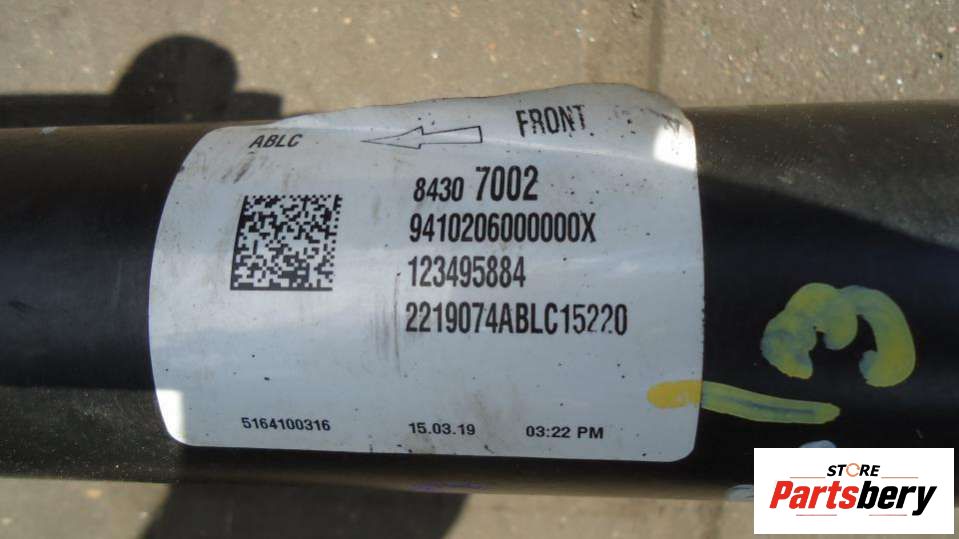 FRONT
ABLC
8430 7002
9410206000000X
123495884
2219074ABLC15220
5164100316 15.03.19 03:22 PM
STORE
Partsbery